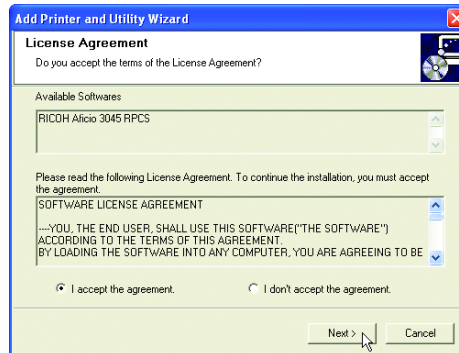 Add Printer and Utility Wizard
License Agreement
Do you accept the terms of the License Agreement?
Available Softwares
RICOH Aficio 3045 RPCS
Please read the following License Agreement. To continue the installation, you must accept
the agreement.
SOFTWARE LICENSE AGREEMENT
----YOU, THE END USER, SHALL USE THIS SOFTWARE("THE SOFTWARE")
ACCORDING TO THE TERMS OF THIS AGREEMENT.
BY LOADING THE SOFTWARE INTO ANY COMPUTER, YOU ARE AGREEING TO BE
I accept the agreement. I don't accept the agreement.
Next > Cancel